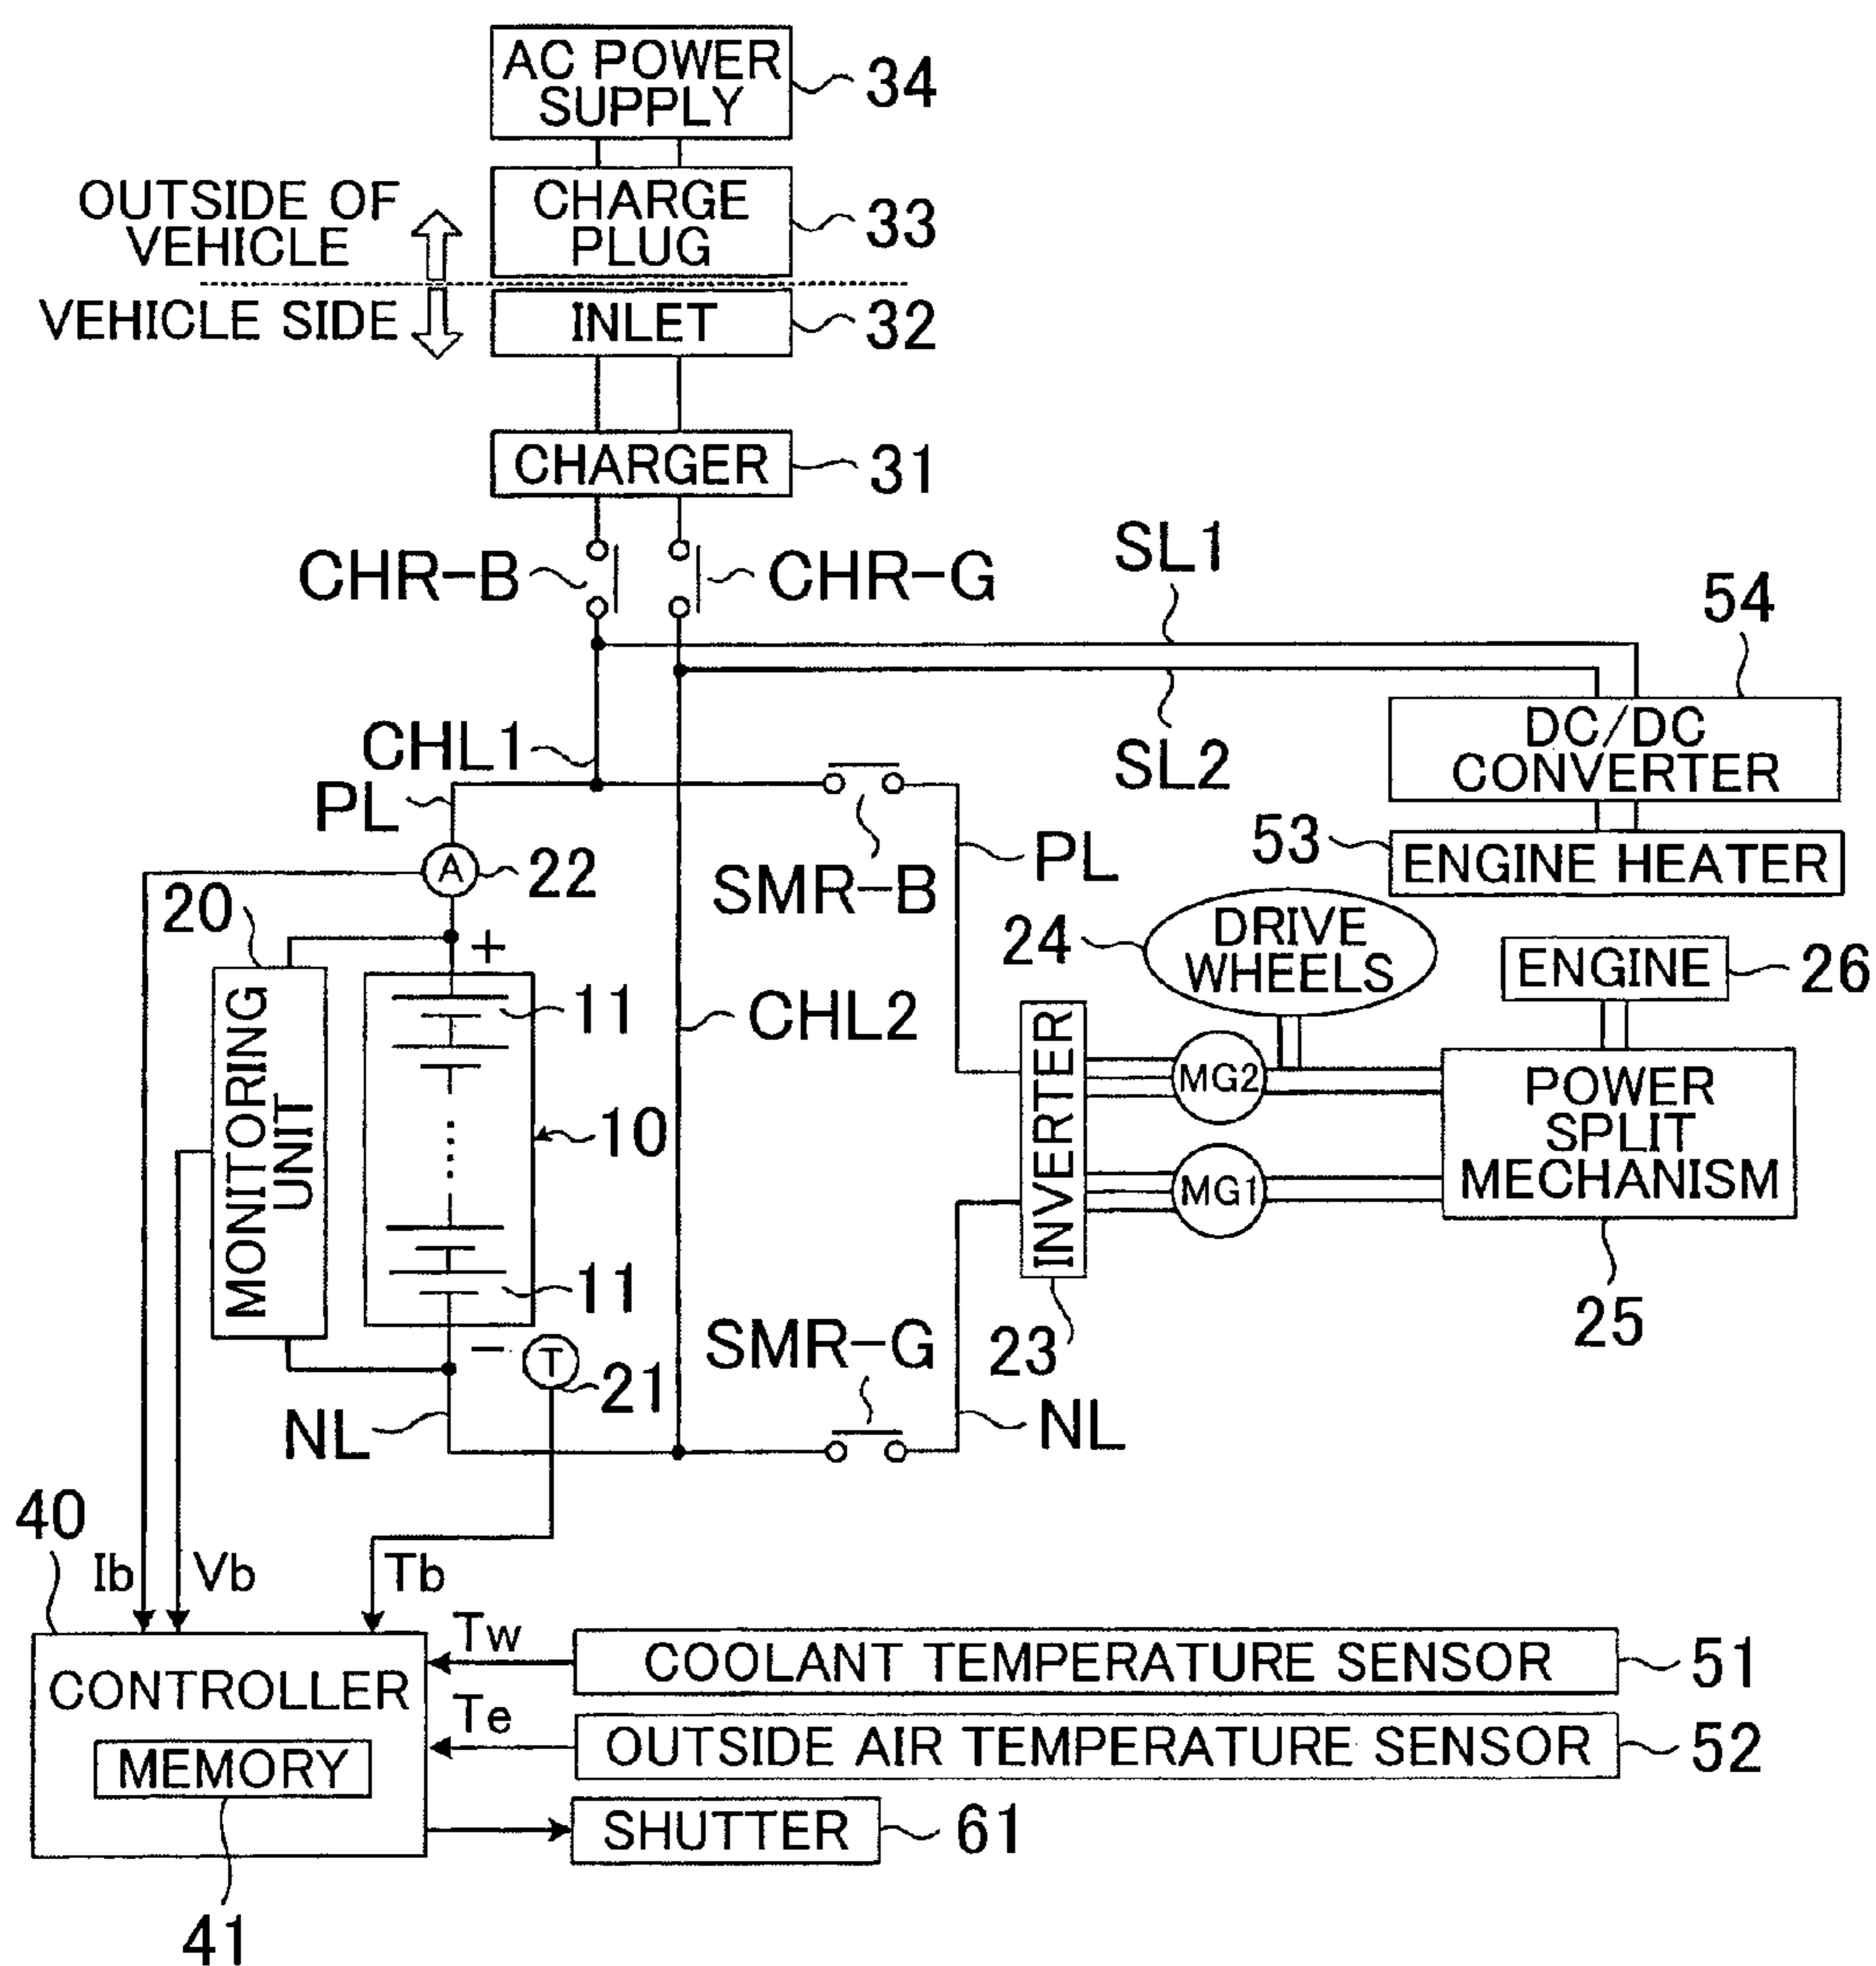 AC POWER
SUPPLY
34
CHARGE
PLUG
33
OUTSIDE OF
VEHICLE
VEHICLE SIDE
INLET
32
CHARGER
31
CHR-B
CHR-G
SL1
54
CHL1
SL2
DC/DC
CONVERTER
PL
SMR-B
PL
53
ENGINE HEATER
A
22
20
+
24
DRIVE
WHEELS
ENGINE
26
MONITORING
UNIT
11
CHL2
INVERTER
MG2
POWER
SPLIT
MECHANISM
10
MG1
11
25
SMR-G
23
-
T
21
NL
NL
40
Ib
Vb
Tb
Tw
COOLANT TEMPERATURE SENSOR
51
CONTROLLER
Te
OUTSIDE AIR TEMPERATURE SENSOR
52
MEMORY
SHUTTER
61
41